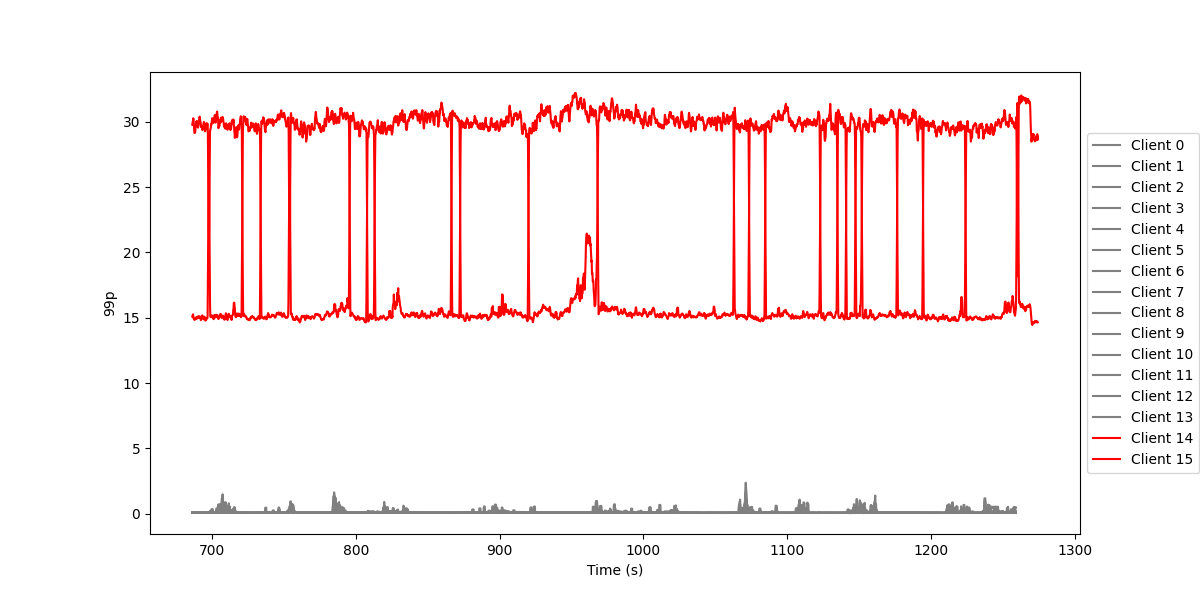 99p
30
25
20
15
10
5
0
700 800 900 1000 1100 1200 1300
Time (s)
Client 0
Client 1
Client 2
Client 3
Client 4
Client 5
Client 6
Client 7
Client 8
Client 9
Client 10
Client 11
Client 12
Client 13
Client 14
Client 15